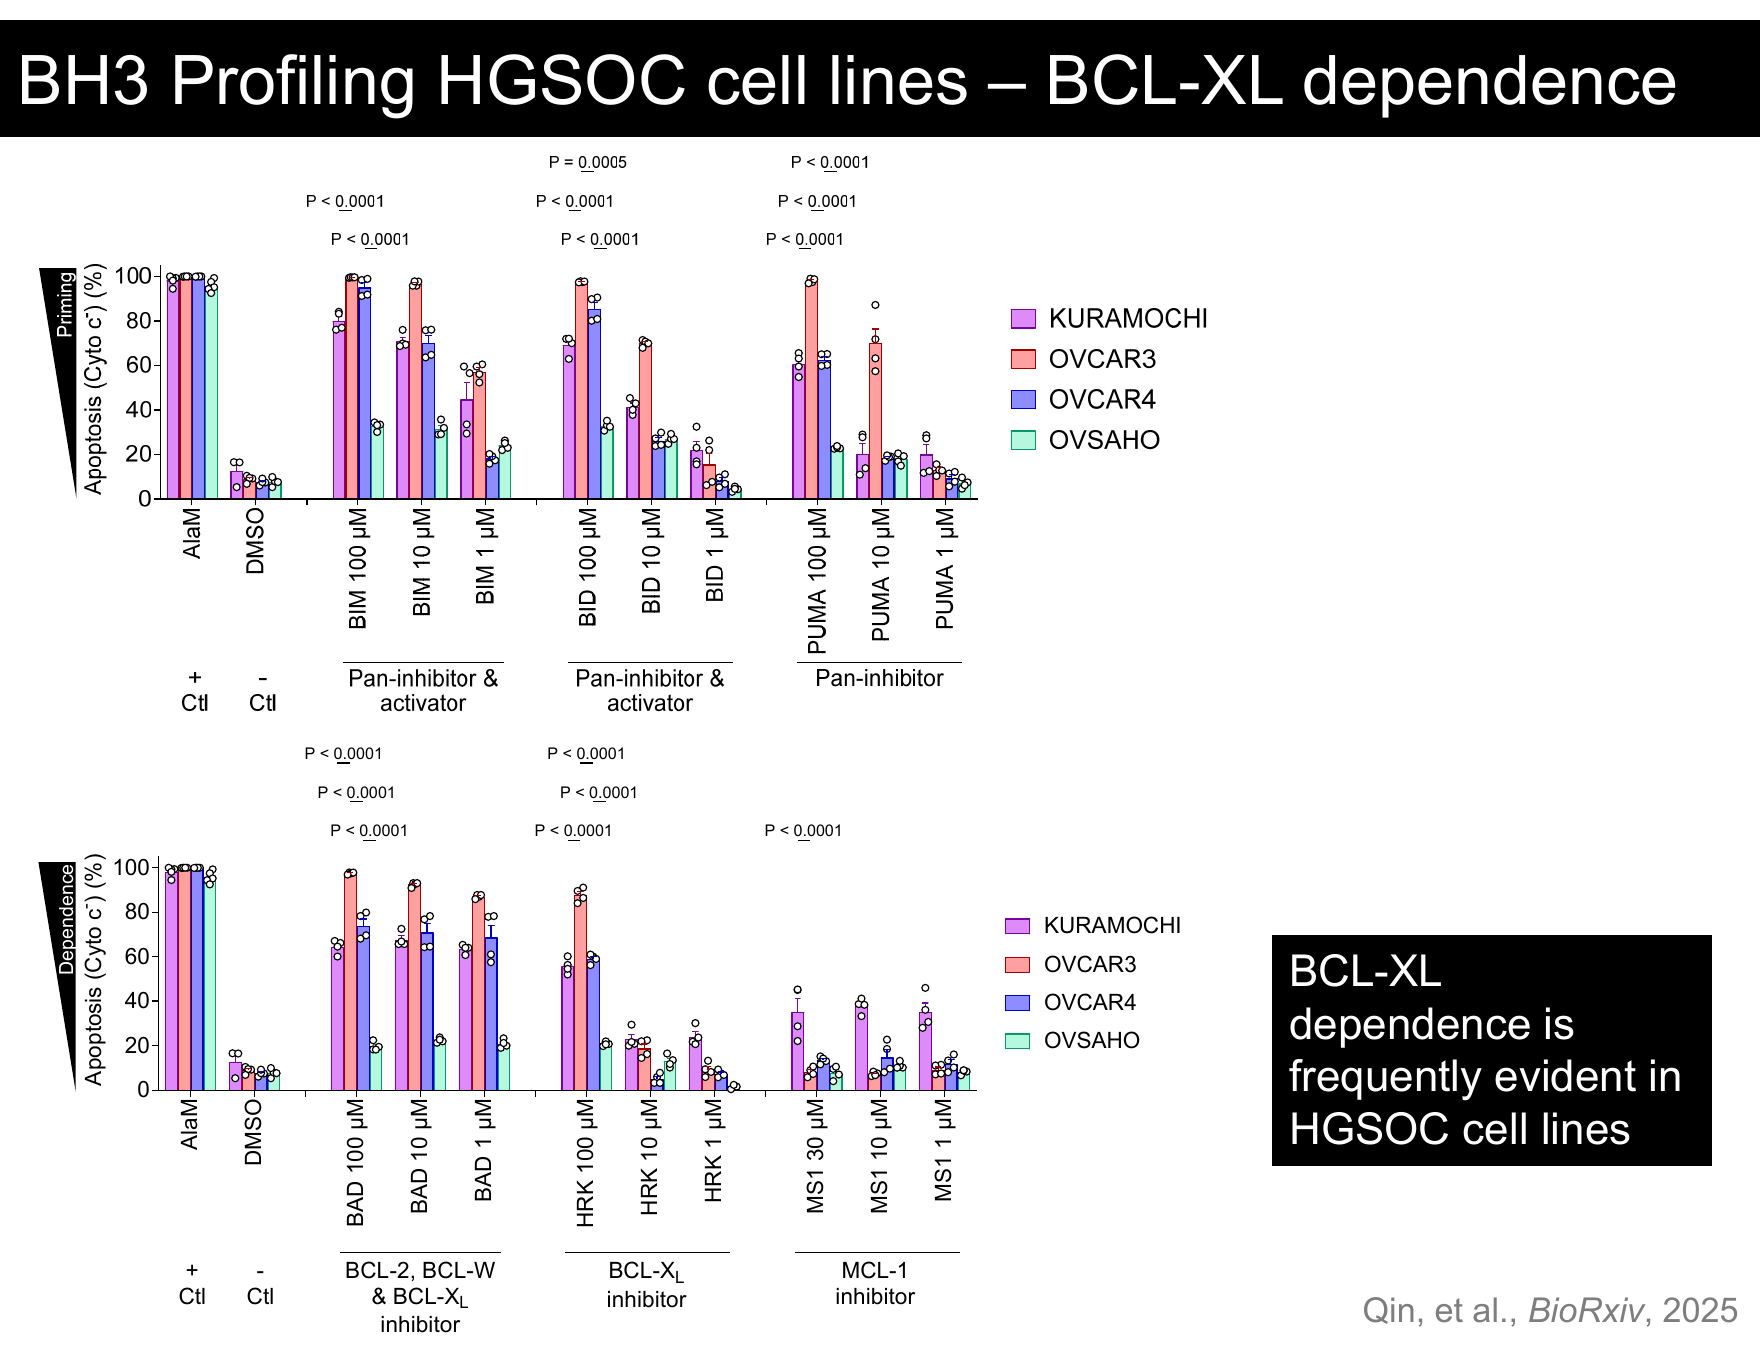 BH3 Profiling HGSOC cell lines – BCL-XL dependence
P = 0.0005
P < 0.0001
P < 0.0001
P < 0.0001
P < 0.0001
P < 0.0001
P < 0.0001
P < 0.0001
Priming
Apoptosis (Cyto c-) (%)
100
80
60
40
20
0
KURAMOCHI
OVCAR3
OVCAR4
OVSAHO
AlaM
DMSO
BIM 100 µM
BIM 10 µM
BIM 1 µM
BID 100 µM
BID 10 µM
BID 1 µM
PUMA 100 µM
PUMA 10 µM
PUMA 1 µM
+
Ctl
-
Ctl
Pan-inhibitor &
activator
Pan-inhibitor &
activator
Pan-inhibitor
P < 0.0001
P < 0.0001
P < 0.0001
P < 0.0001
P < 0.0001
P < 0.0001
P < 0.0001
Dependence
Apoptosis (Cyto c-) (%)
100
80
60
40
20
0
KURAMOCHI
OVCAR3
OVCAR4
OVSAHO
AlaM
DMSO
BAD 100 µM
BAD 10 µM
BAD 1 µM
HRK 100 µM
HRK 10 µM
HRK 1 µM
MS1 30 µM
MS1 10 µM
MS1 1 µM
+
Ctl
-
Ctl
BCL-2, BCL-W
& BCL-XL
inhibitor
BCL-XL
inhibitor
MCL-1
inhibitor
BCL-XL
dependence is
frequently evident in
HGSOC cell lines
Qin, et al., BioRxiv, 2025